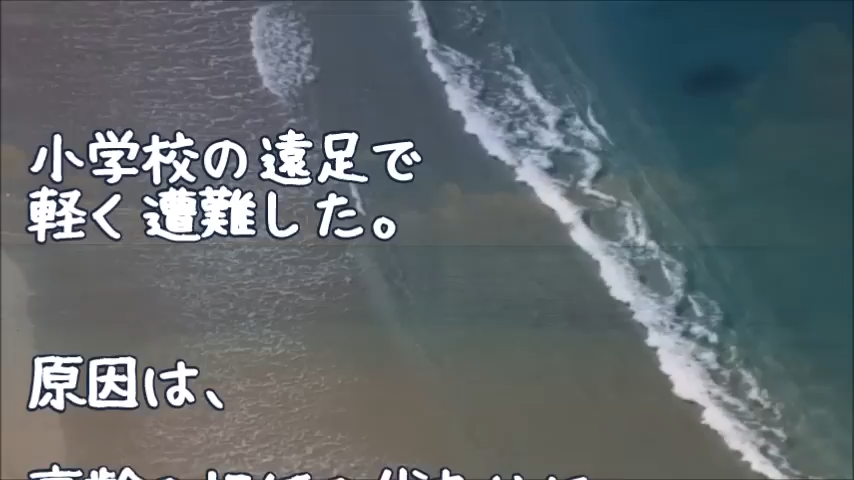 小学校の遠足で
軽く遭難した。
原因は、